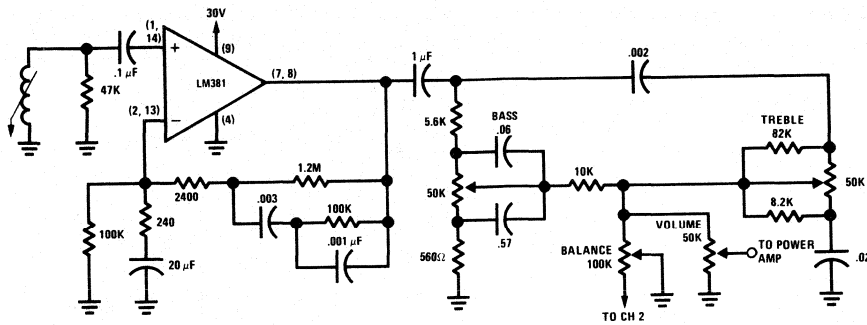 30V
(1, 14)
+
(9)
.1 µF
47K
LM381
(7, 8)
(2, 13)
−
(4)
1 µF
.002
5.6K
BASS
.06
TREBLE
82K
50K
10K
50K
8.2K
.57
560Ω
2400
1.2M
.003
100K
.001 µF
100K
240
20 µF
BALANCE
100K
VOLUME
50K
TO POWER
AMP
TO CH 2